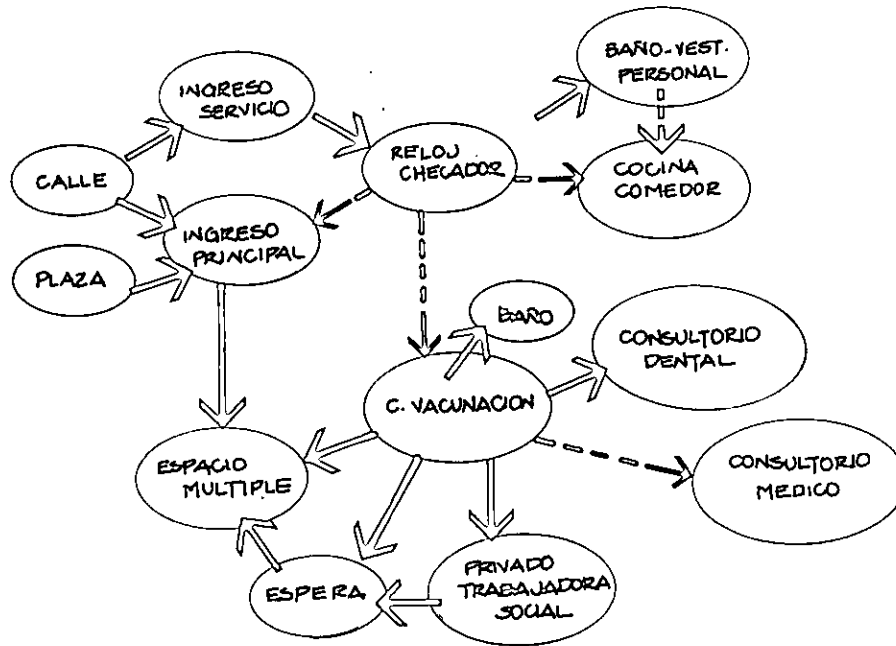 INGRESO
SERVICIO
BAÑO-VEST.
PERSONAL
CALLE
RELOJ
CHECADOR
COCINA
COMEDOR
INGRESO
PRINCIPAL
PLAZA
BAÑO
CONSULTORIO
DENTAL
C. VACUNACION
ESPACIO
MULTIPLE
CONSULTORIO
MEDICO
ESPERA
PRIVADO
TRABAJADORA
SOCIAL